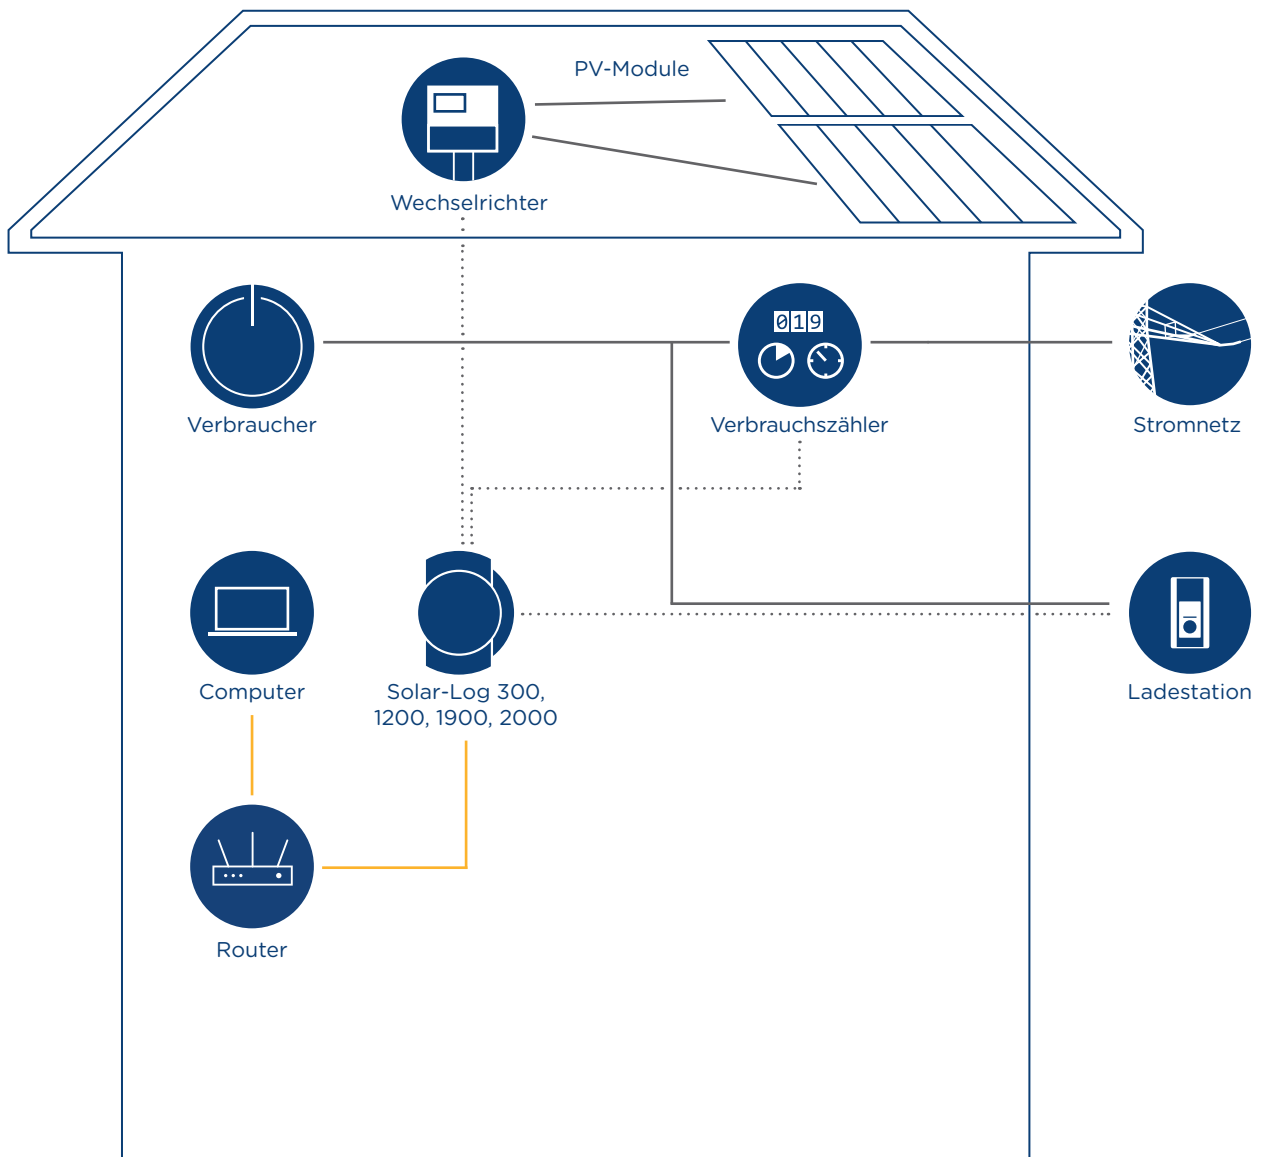 PV-Module
Wechselrichter
019
Verbraucher
Verbrauchszähler
Stromnetz
Computer
Solar-Log 300,
1200, 1900, 2000
Ladestation
Router